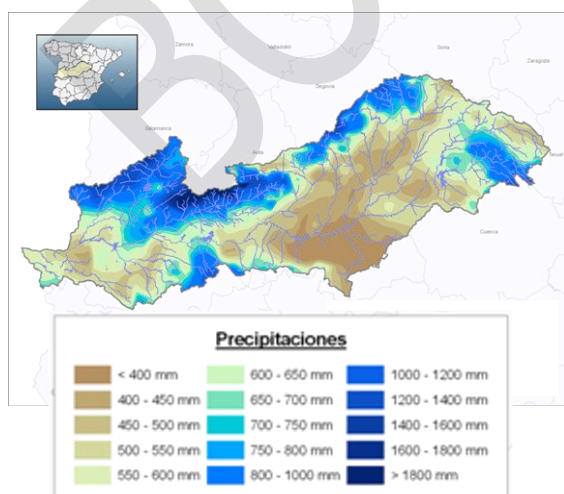 Zamora
Valladolid
Soria
Zaragoza
Segovia
Salamanca
Avila
Teruel
Cuenca
Precipitaciones
< 400 mm
600 - 650 mm
1000 - 1200 mm
400 - 450 mm
650 - 700 mm
1200 - 1400 mm
450 - 500 mm
700 - 750 mm
1400 - 1600 mm
500 - 550 mm
750 - 800 mm
1600 - 1800 mm
550 - 600 mm
800 - 1000 mm
> 1800 mm